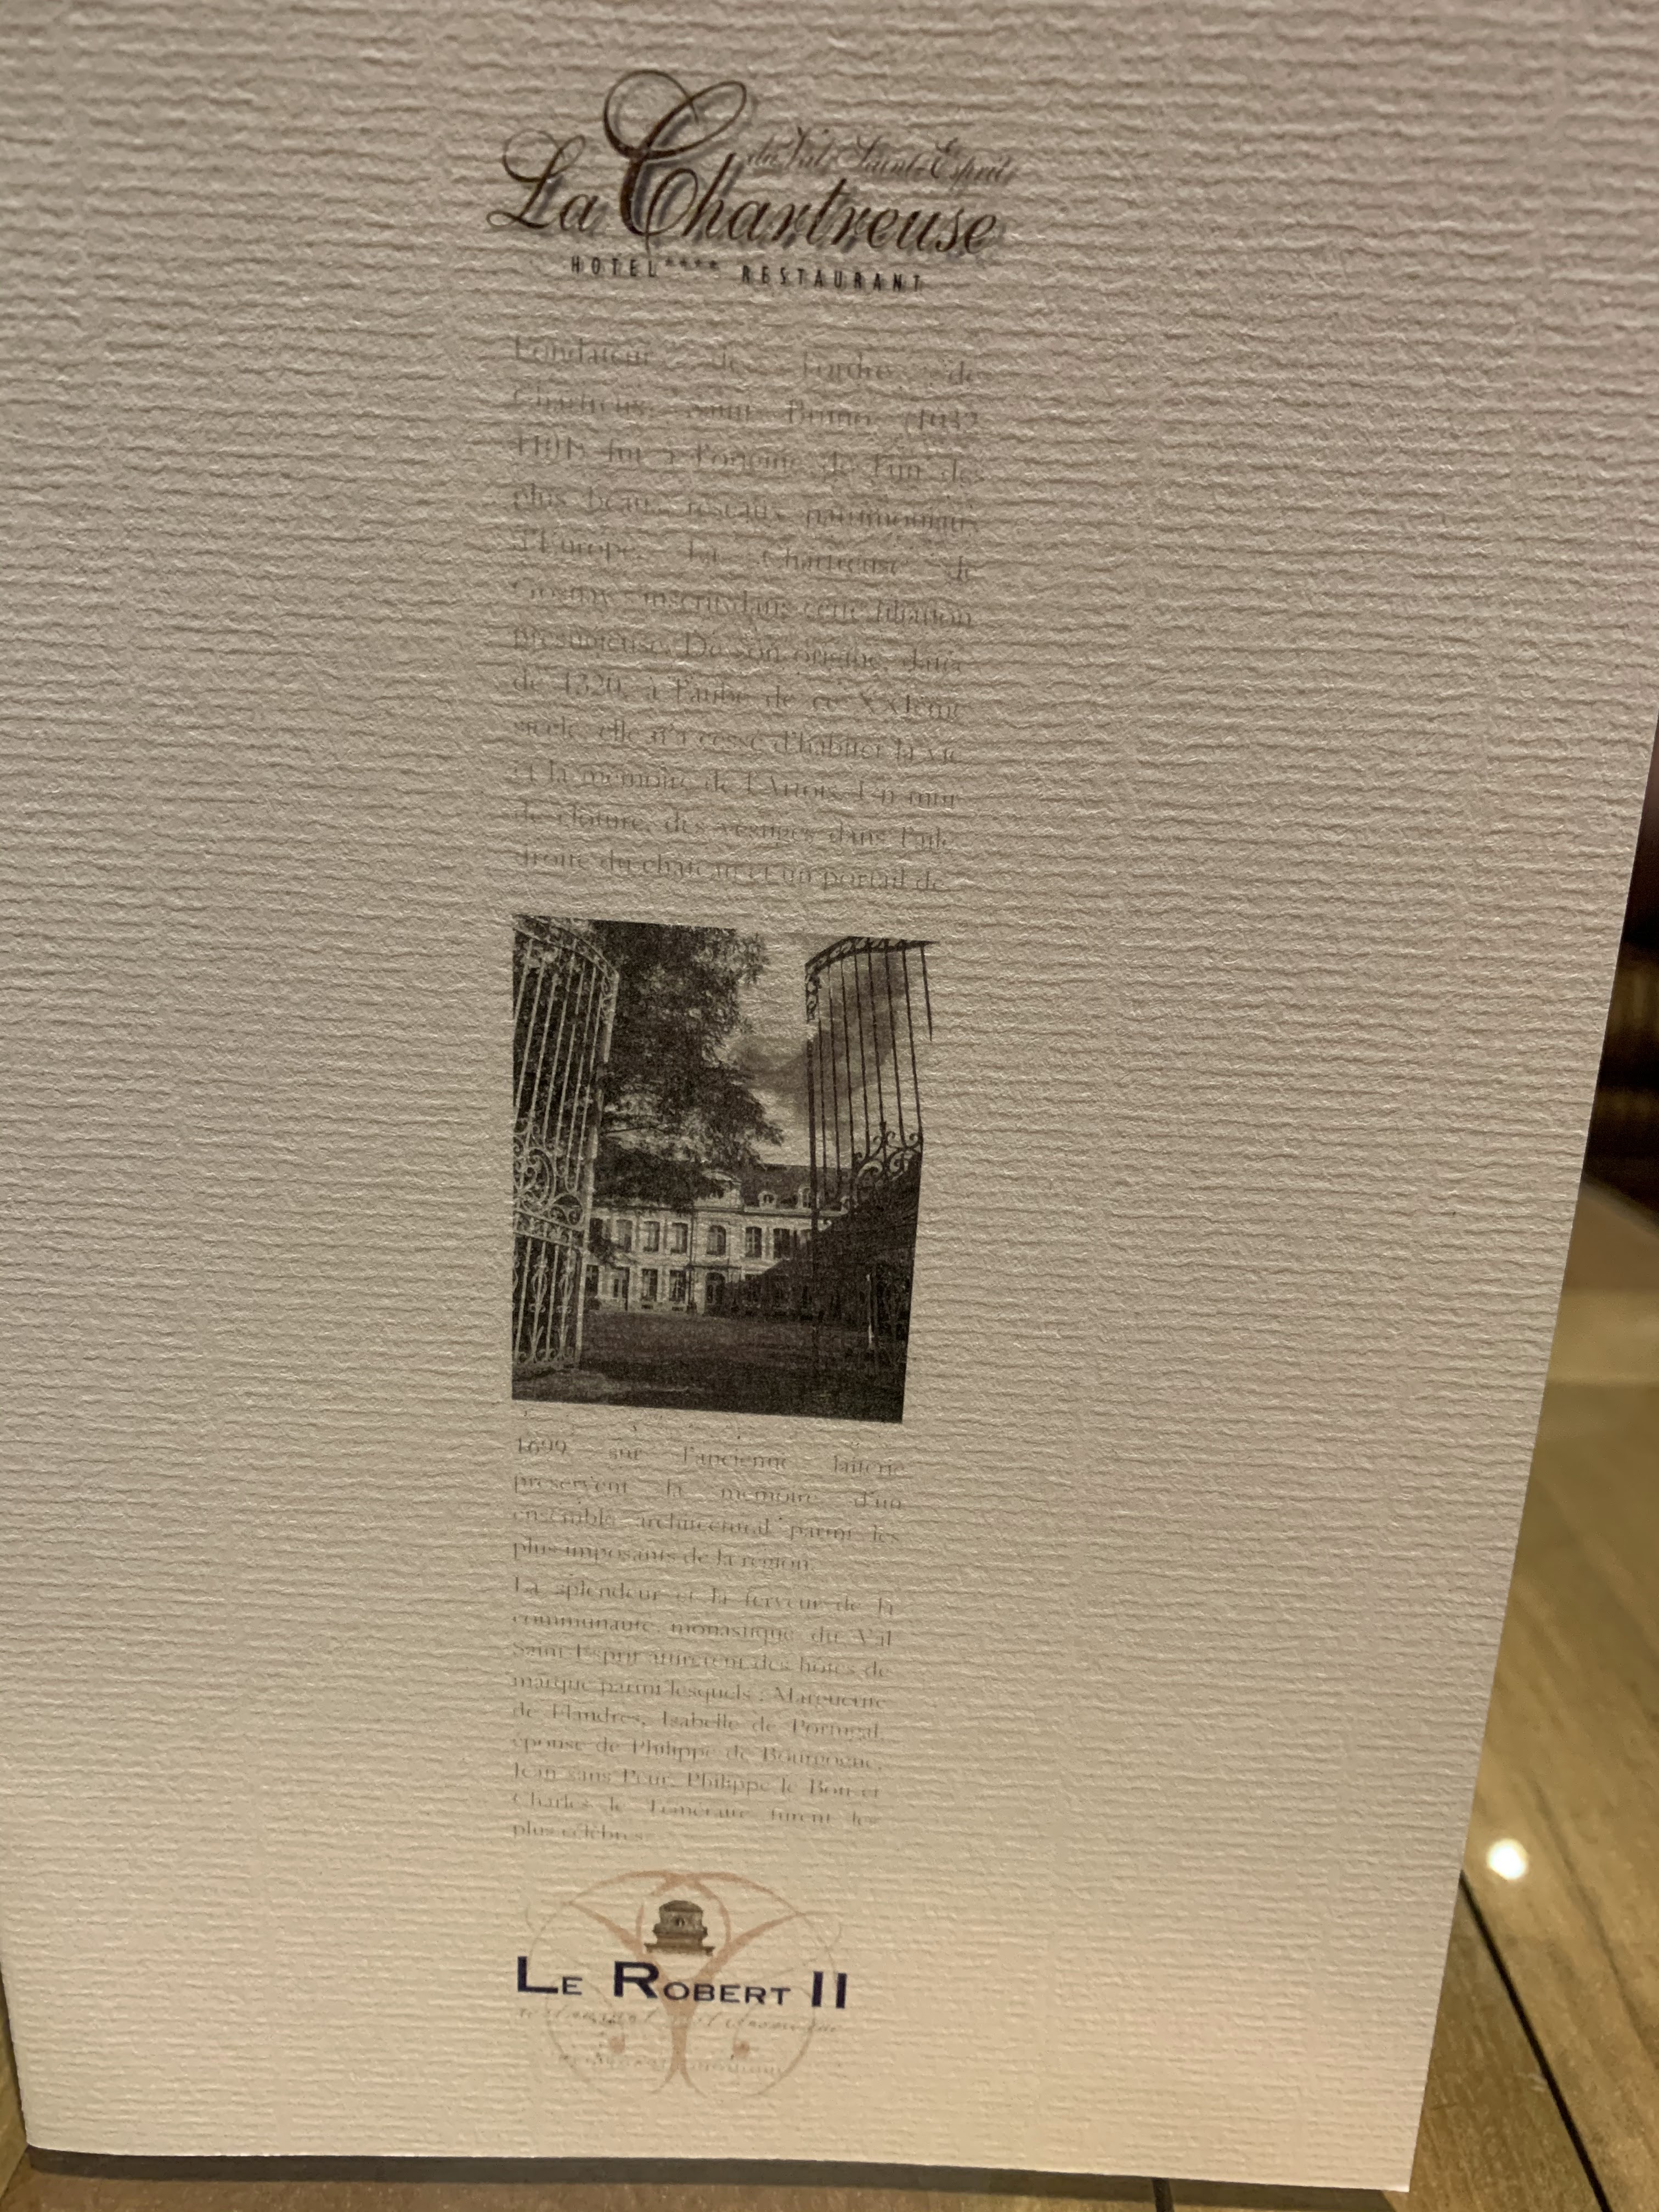 La Chartreuse
du Val Saint Esprit
HOTEL**** RESTAURANT
Fondateur de l'ordre de
Chartreux, Saint Bruno (1032
1101) fut à l'origine de l'un des
plus beaux réseaux patrimoniaux
d'Europe. La Chartreuse de
Gosnay s'inscrit dans cette filiation
prestigieuse. De son origine, datée
de 1320, à l'aube de ce XXIème
siècle, elle n'a cessé d'habiter la vie
et la mémoire de l'Artois. Un mur
de clôture, des vestiges dans l'aile
droite du château et un portail de
1699 sur l'ancienne laiterie
préservent la mémoire d'un
ensemble architectural parmi les
plus imposants de la région.
La splendeur et la ferveur de la
communauté monastique du Val
Saint Esprit attirèrent des hôtes de
marque parmi lesquels : Marguerite
de Flandres, Isabelle de Portugal,
épouse de Philippe de Bourgogne,
Jean sans Peur, Philippe le Bon et
Charles le Téméraire furent les
plus célèbres.
LE ROBERT II
restaurant